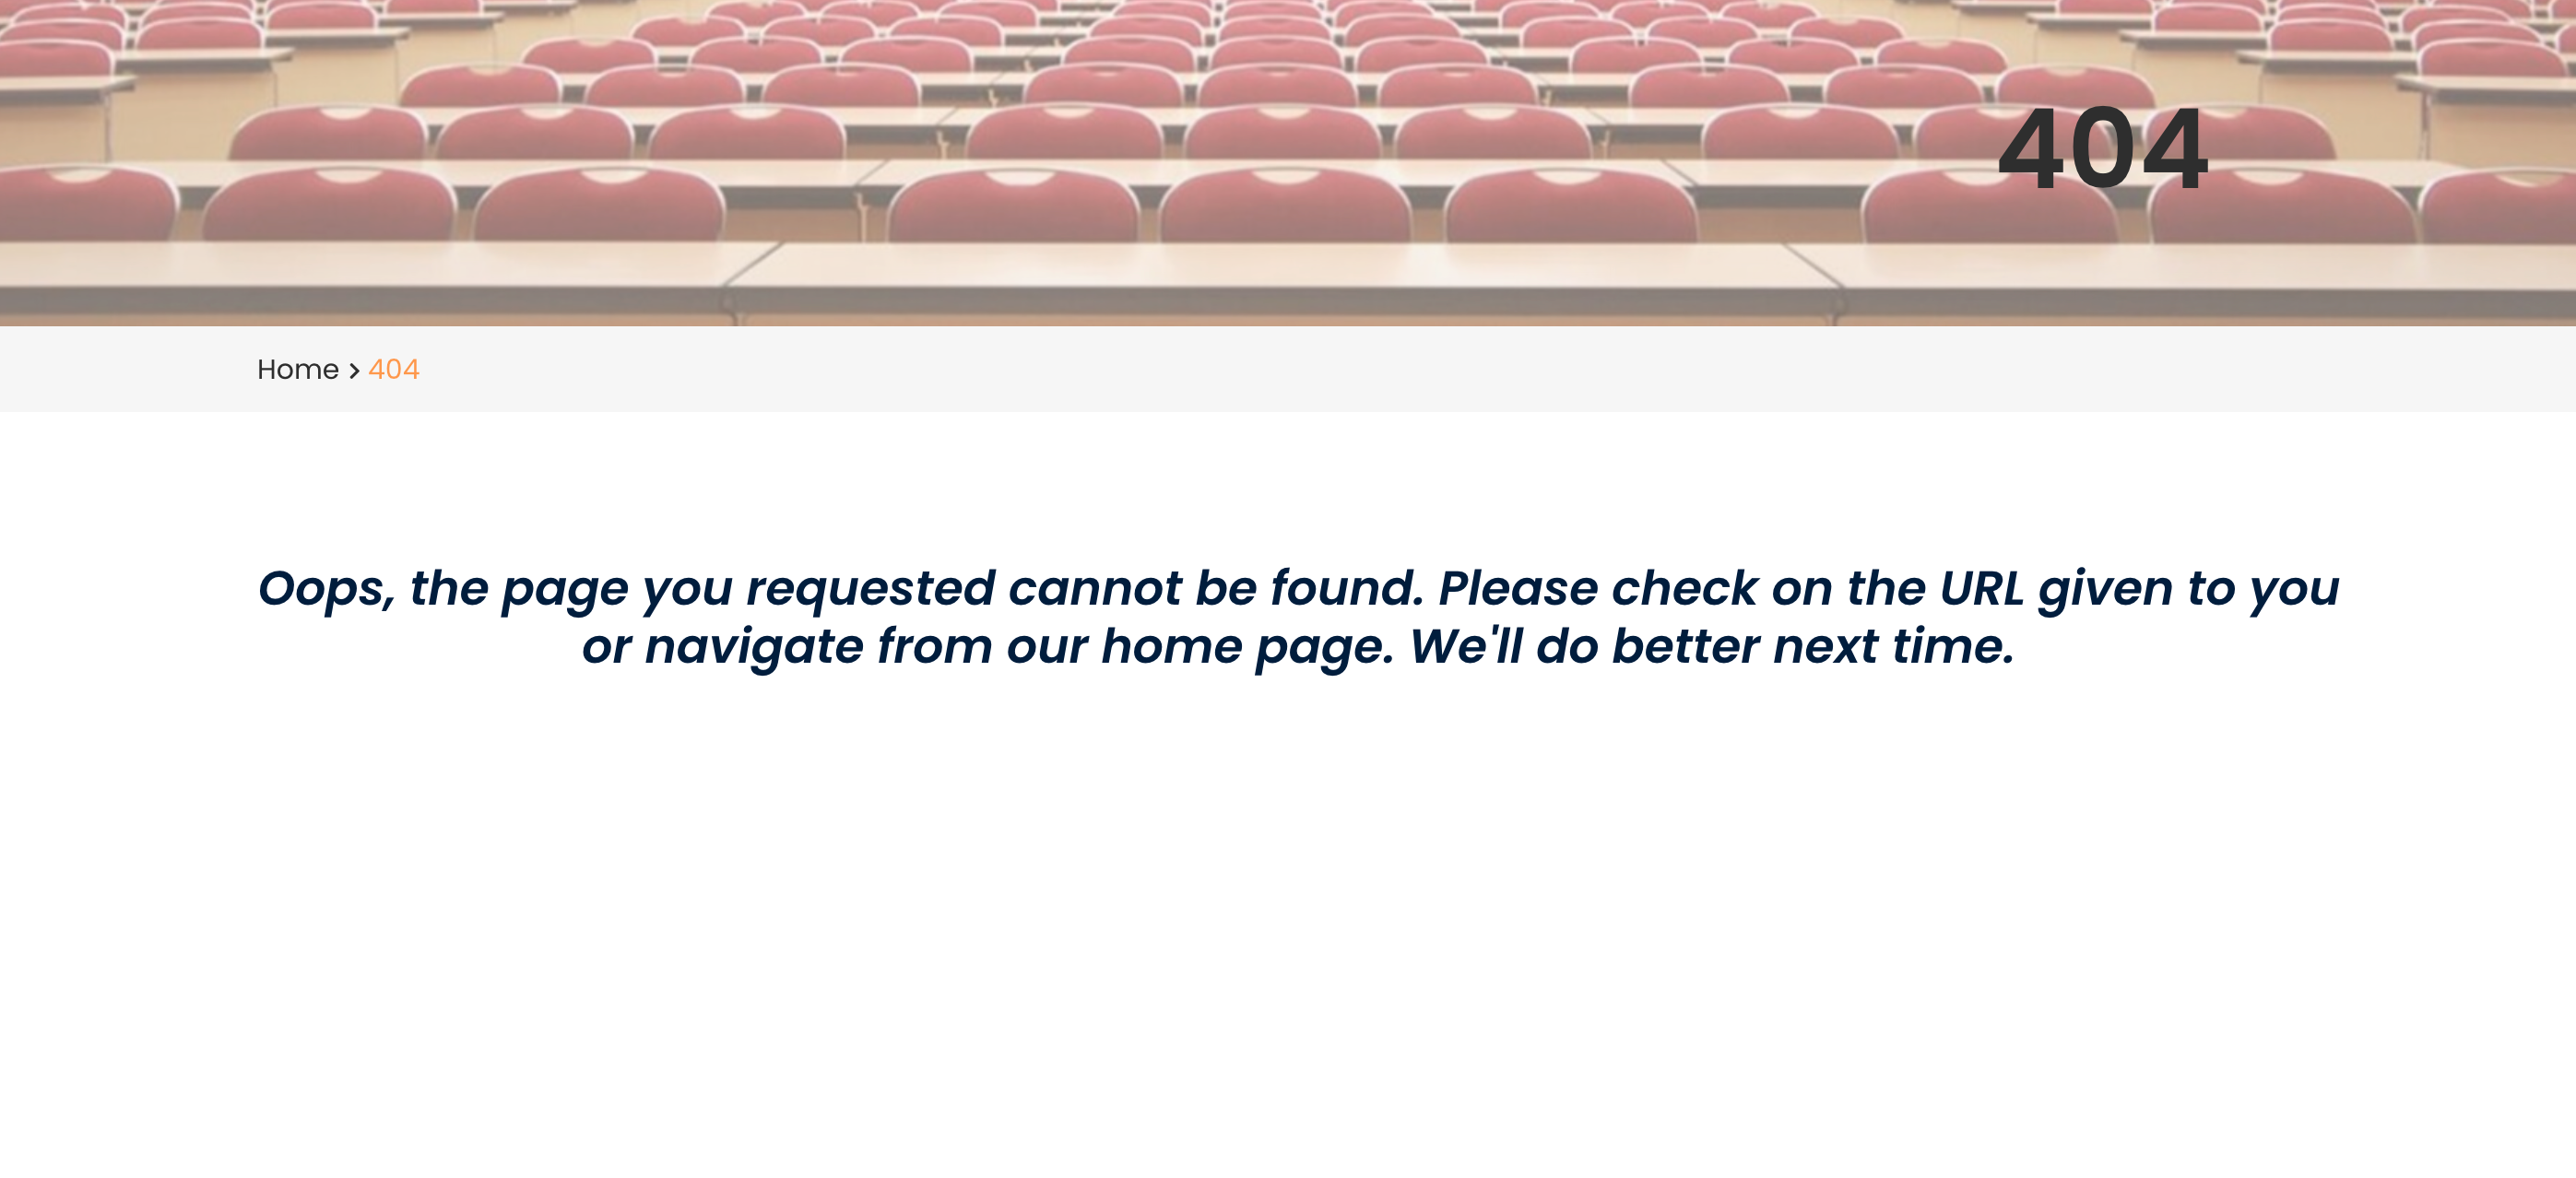 404
Home > 404
Oops, the page you requested cannot be found. Please check on the URL given to you
or navigate from our home page. We'll do better next time.